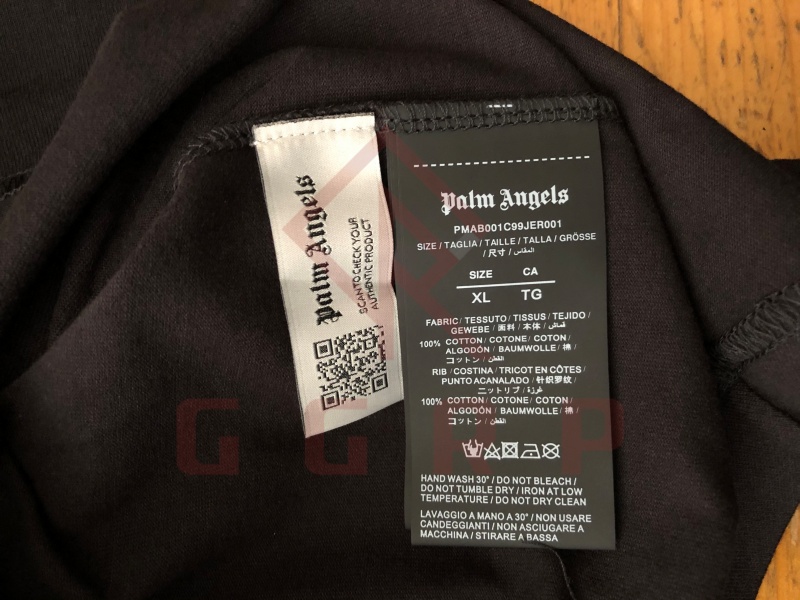 Palm Angels
SCAN TO CHECK YOUR
AUTHENTIC PRODUCT
Palm Angels
PMAB001C99JER001
SIZE / TAGLIA / TAILLE / TALLA / GRÖSSE
/ 尺寸 / المقاس
SIZE CA
XL TG
FABRIC / TESSUTO / TISSUS / TEJIDO /
GEWEBE / 面料 / 本体 / قماش
100% COTTON / COTONE / COTON /
ALGODÓN / BAUMWOLLE / 棉 /
コットン / القطن
RIB / COSTINA / TRICOT EN CÔTES /
PUNTO ACANALADO / 针织罗纹 /
ニットリブ / غرزة
100% COTTON / COTONE / COTON /
ALGODÓN / BAUMWOLLE / 棉 /
コットン / القطن
HAND WASH 30° / DO NOT BLEACH /
DO NOT TUMBLE DRY / IRON AT LOW
TEMPERATURE / DO NOT DRY CLEAN
LAVAGGIO A MANO A 30° / NON USARE
CANDEGGIANTI / NON ASCIUGARE A
MACCHINA / STIRARE A BASSA
GGRP